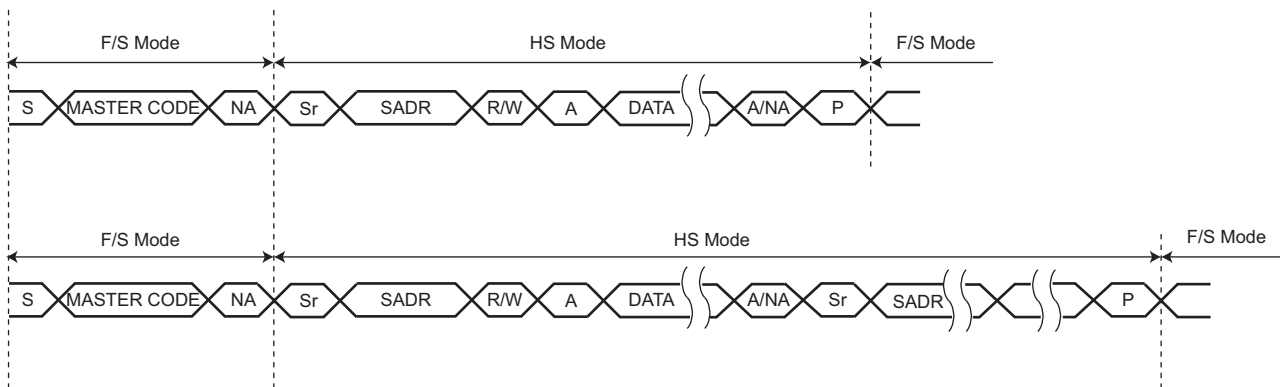 F/S Mode HS Mode F/S Mode
S MASTER CODE NA Sr SADR R/W A DATA A/NA P
F/S Mode HS Mode F/S Mode
S MASTER CODE NA Sr SADR R/W A DATA A/NA Sr SADR P